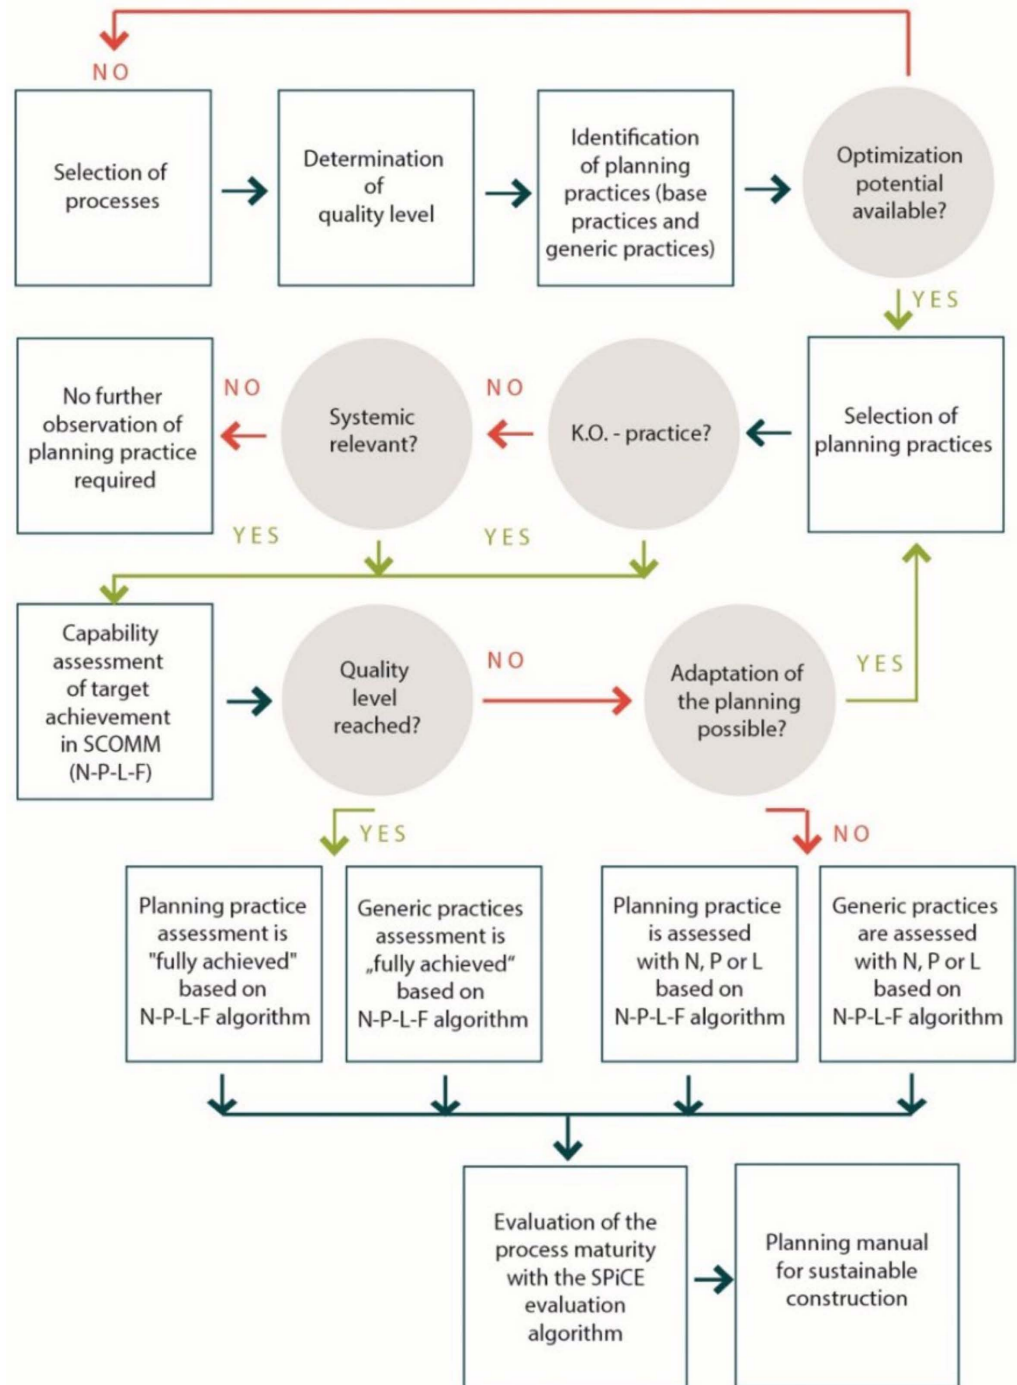 NO
Selection of
processes
Determination
of
quality level
Identification
of planning
practices (base
practices and
generic practices)
Optimization
potential
available?
YES
No further
observation of
planning practice
required
NO
Systemic
relevant?
NO
K.O. - practice?
Selection of
planning practices
YES
YES
Capability
assessment
of target
achievement
in SCOMM
(N-P-L-F)
Quality
level
reached?
NO
Adaptation of
the planning
possible?
YES
YES
NO
Planning practice
assessment is
"fully achieved"
based on
N-P-L-F algorithm
Generic practices
assessment is
„fully achieved“
based on
N-P-L-F algorithm
Planning practice
is assessed
with N, P or L
based on
N-P-L-F algorithm
Generic practices
are assessed
with N, P or L
based on
N-P-L-F algorithm
Evaluation of the
process maturity
with the SPiCE
evaluation
algorithm
Planning manual
for sustainable
construction